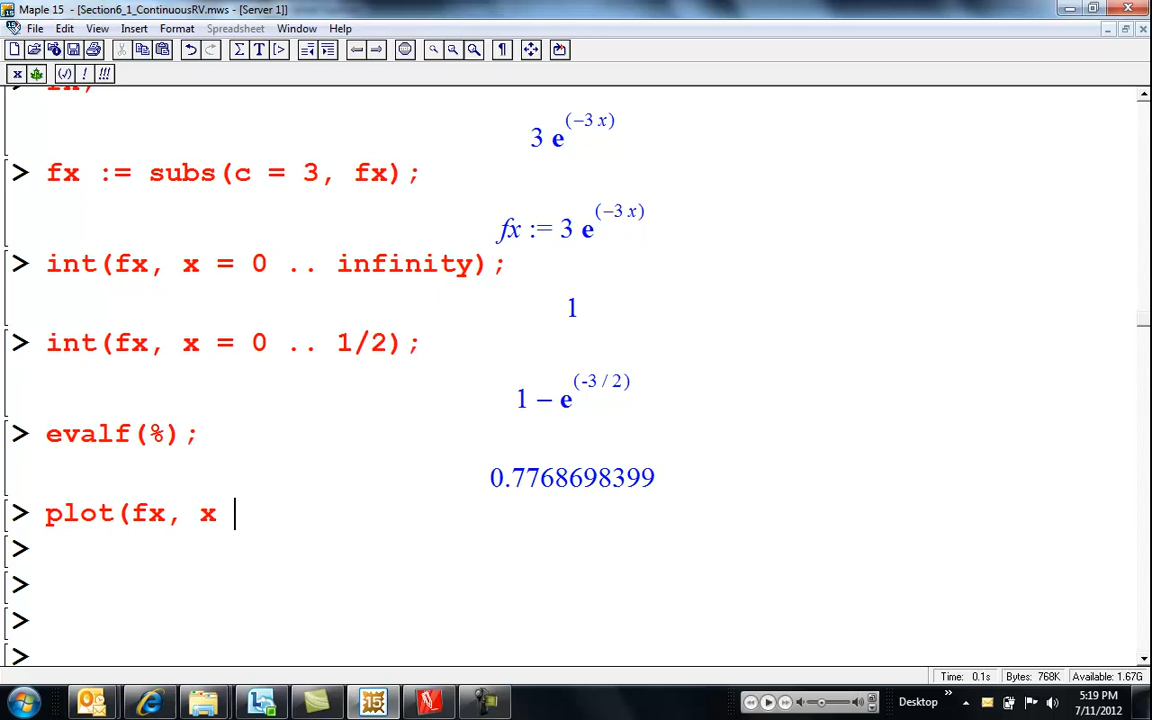 Maple 15 - [Section6_1_ContinuousRV.mws - [Server 1]]
File Edit View Insert Format Spreadsheet Window Help
> fx;
3 e^(−3 x)
> fx := subs(c = 3, fx);
fx := 3 e^(−3 x)
> int(fx, x = 0 .. infinity);
1
> int(fx, x = 0 .. 1/2);
1 − e^(-3 / 2)
> evalf(%);
0.7768698399
> plot(fx, x
>
>
>
>
Time: 0.1s Bytes: 768K Available: 1.67G
Desktop 5:19 PM
7/11/2012